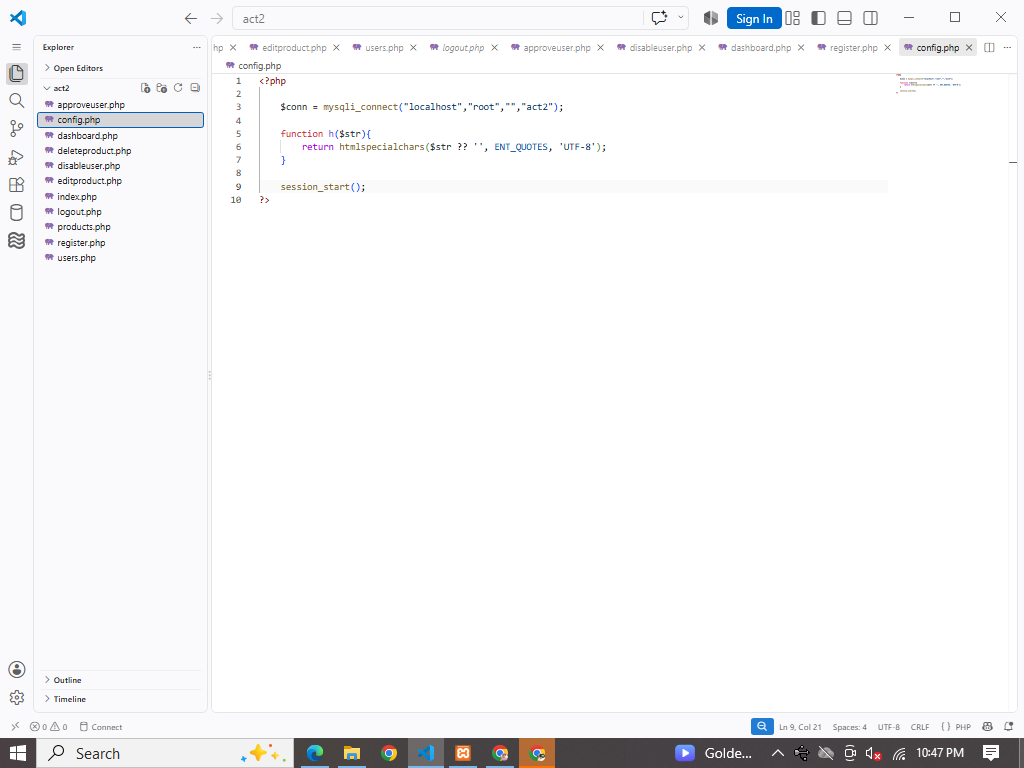 act2
Sign In
Explorer
hp
editproduct.php
users.php
logout.php
approveuser.php
disableuser.php
dashboard.php
register.php
config.php
Open Editors
config.php
act2
approveuser.php
config.php
dashboard.php
deleteproduct.php
disableuser.php
editproduct.php
index.php
logout.php
products.php
register.php
users.php
1 <?php
2
3 $conn = mysqli_connect("localhost","root","","act2");
4
5 function h($str){
6 return htmlspecialchars($str ?? '', ENT_QUOTES, 'UTF-8');
7 }
8
9 session_start();
10 ?>
Outline
Timeline
0 0 Connect
Ln 9, Col 21 Spaces: 4 UTF-8 CRLF { } PHP
Search
Golde...
10:47 PM